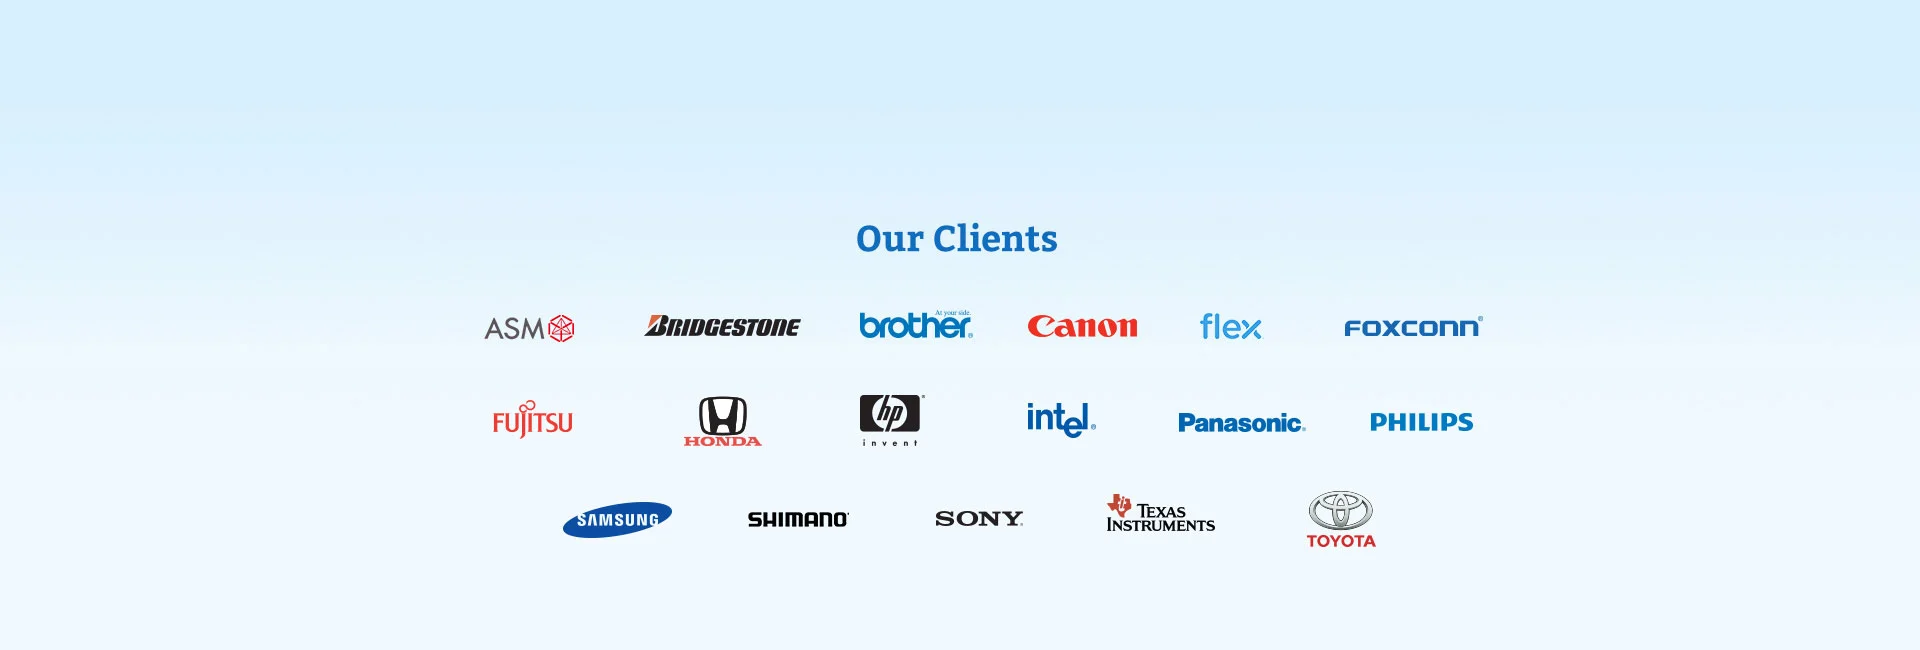 Our Clients
ASM
BRIDGESTONE
At your side.
brother®
Canon
flex
FOXCONN®
FUJITSU
HONDA
hp®
invent
intel®
Panasonic®
PHILIPS
SAMSUNG
SHIMANO
SONY
TEXAS
INSTRUMENTS
TOYOTA